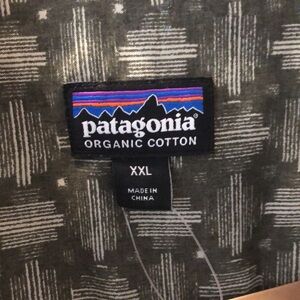 patagonia®
ORGANIC COTTON
XXL
MADE IN
CHINA